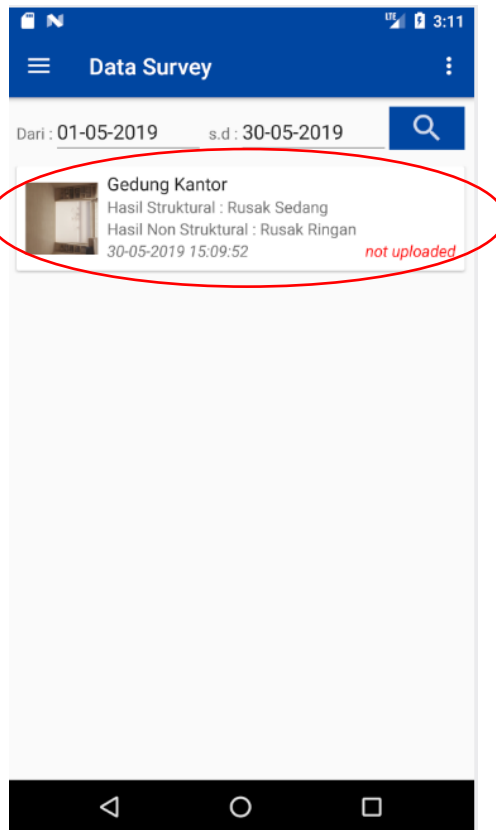 LTE 3:11
Data Survey
Dari : 01-05-2019 s.d : 30-05-2019
Gedung Kantor
Hasil Struktural : Rusak Sedang
Hasil Non Struktural : Rusak Ringan
30-05-2019 15:09:52 not uploaded